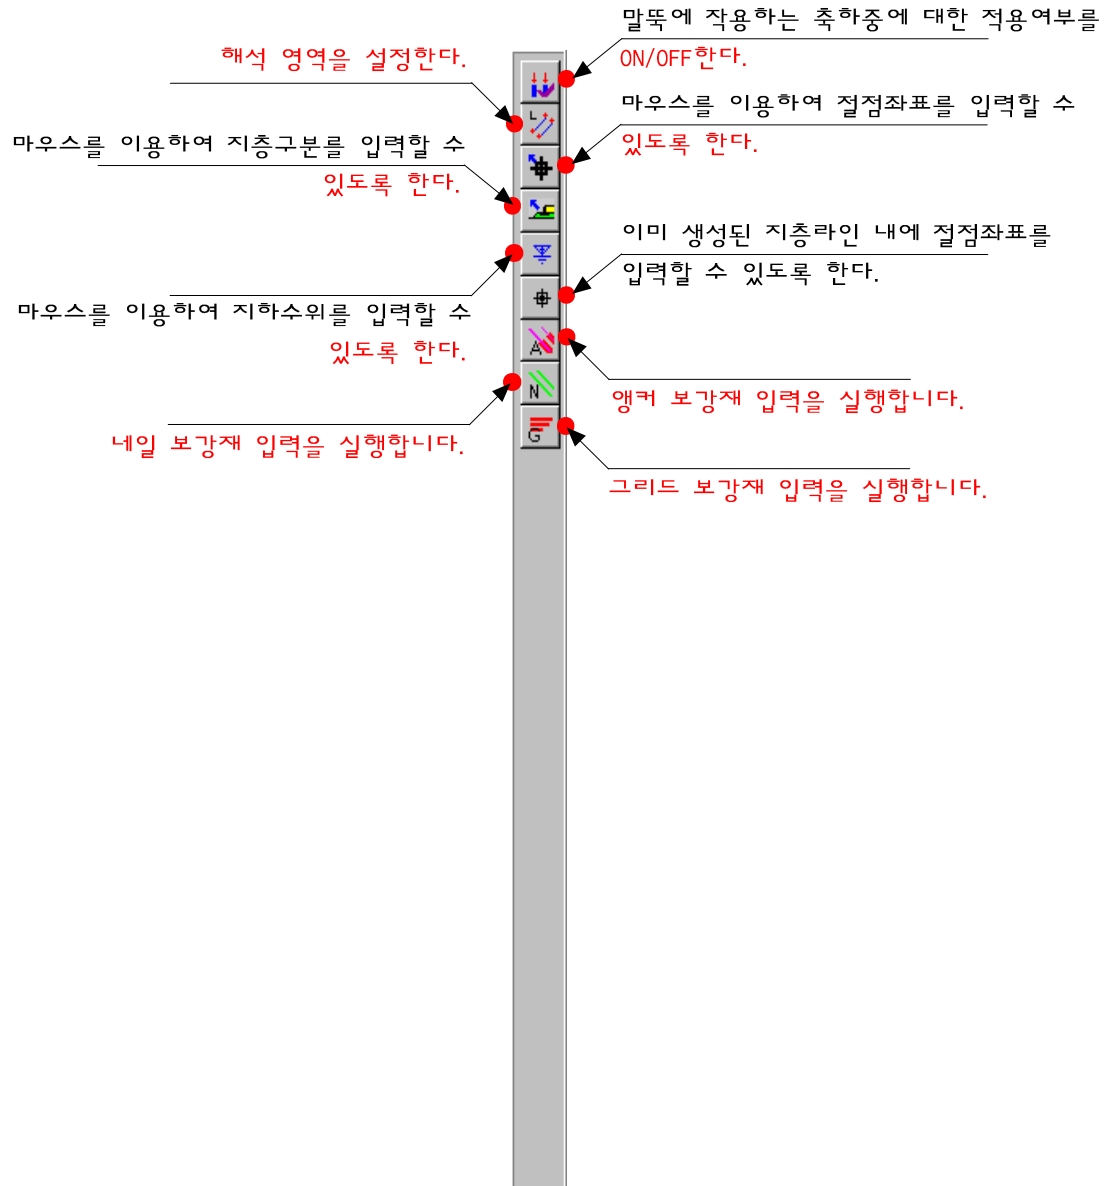 말뚝에 작용하는 축하중에 대한 적용여부를
ON/OFF한다.
해석 영역을 설정한다.
마우스를 이용하여 절점좌표를 입력할 수
있도록 한다.
마우스를 이용하여 지층구분를 입력할 수
있도록 한다.
이미 생성된 지층라인 내에 절점좌표를
입력할 수 있도록 한다.
마우스를 이용하여 지하수위를 입력할 수
있도록 한다.
앵커 보강재 입력을 실행합니다.
네일 보강재 입력을 실행합니다.
그리드 보강재 입력을 실행합니다.
L
A
N
G